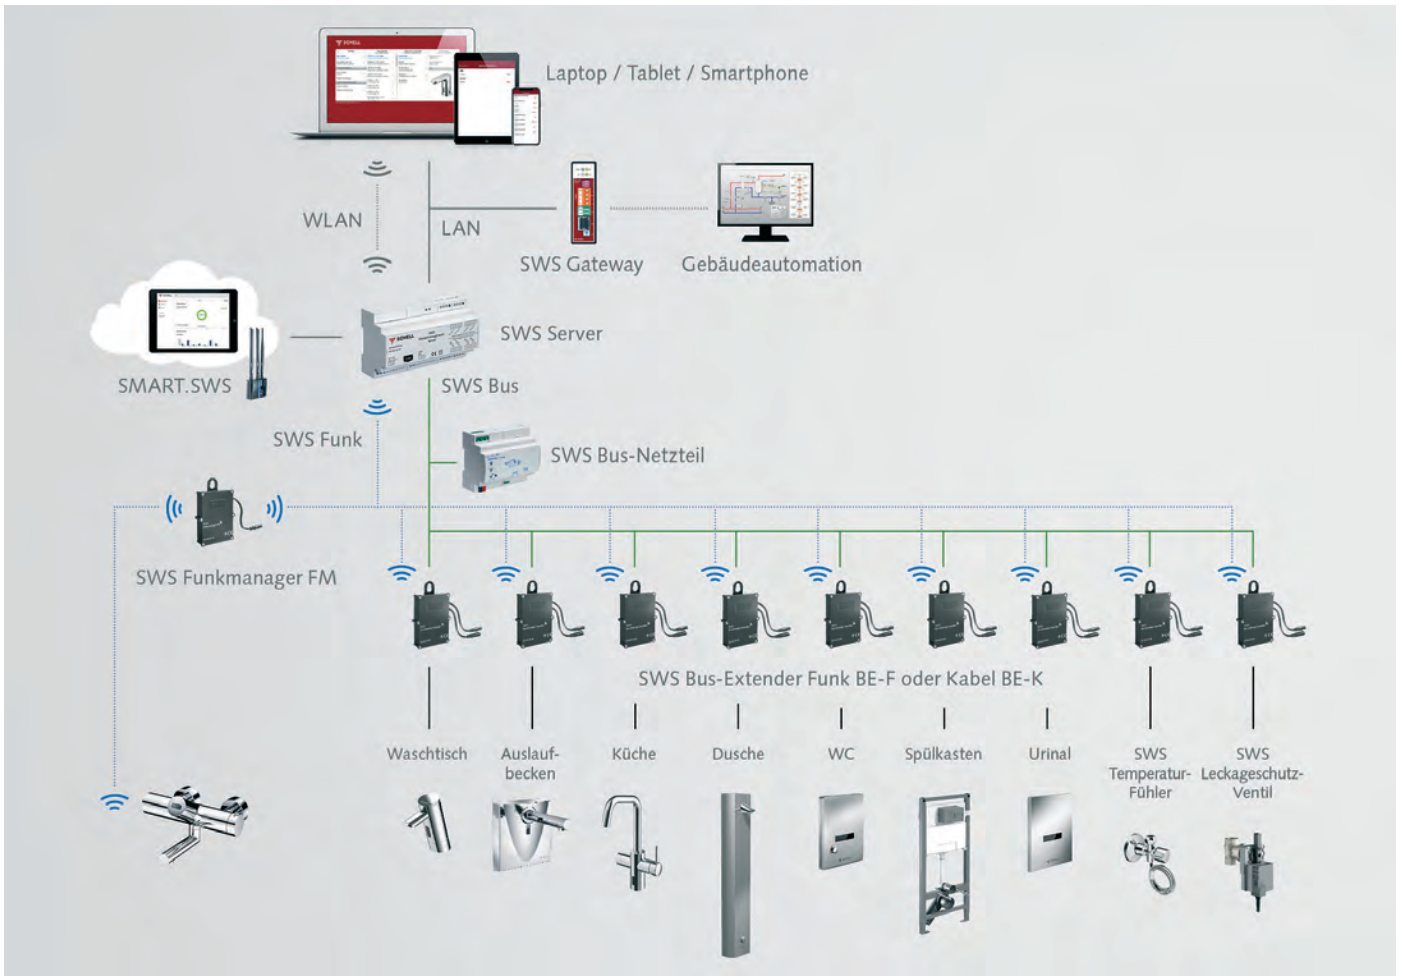 SCHELL
Laptop / Tablet / Smartphone
WLAN
LAN
SWS Gateway
Gebäudeautomation
SCHELL
SWS Server
SMART.SWS
SWS Bus
SWS Funk
SWS Bus-Netzteil
SWS Funkmanager FM
SWS Bus-Extender Funk BE-F oder Kabel BE-K
Waschtisch
Auslauf-
becken
Küche
Dusche
WC
Spülkasten
Urinal
SWS
Temperatur-
Fühler
SWS
Leckageschutz-
Ventil